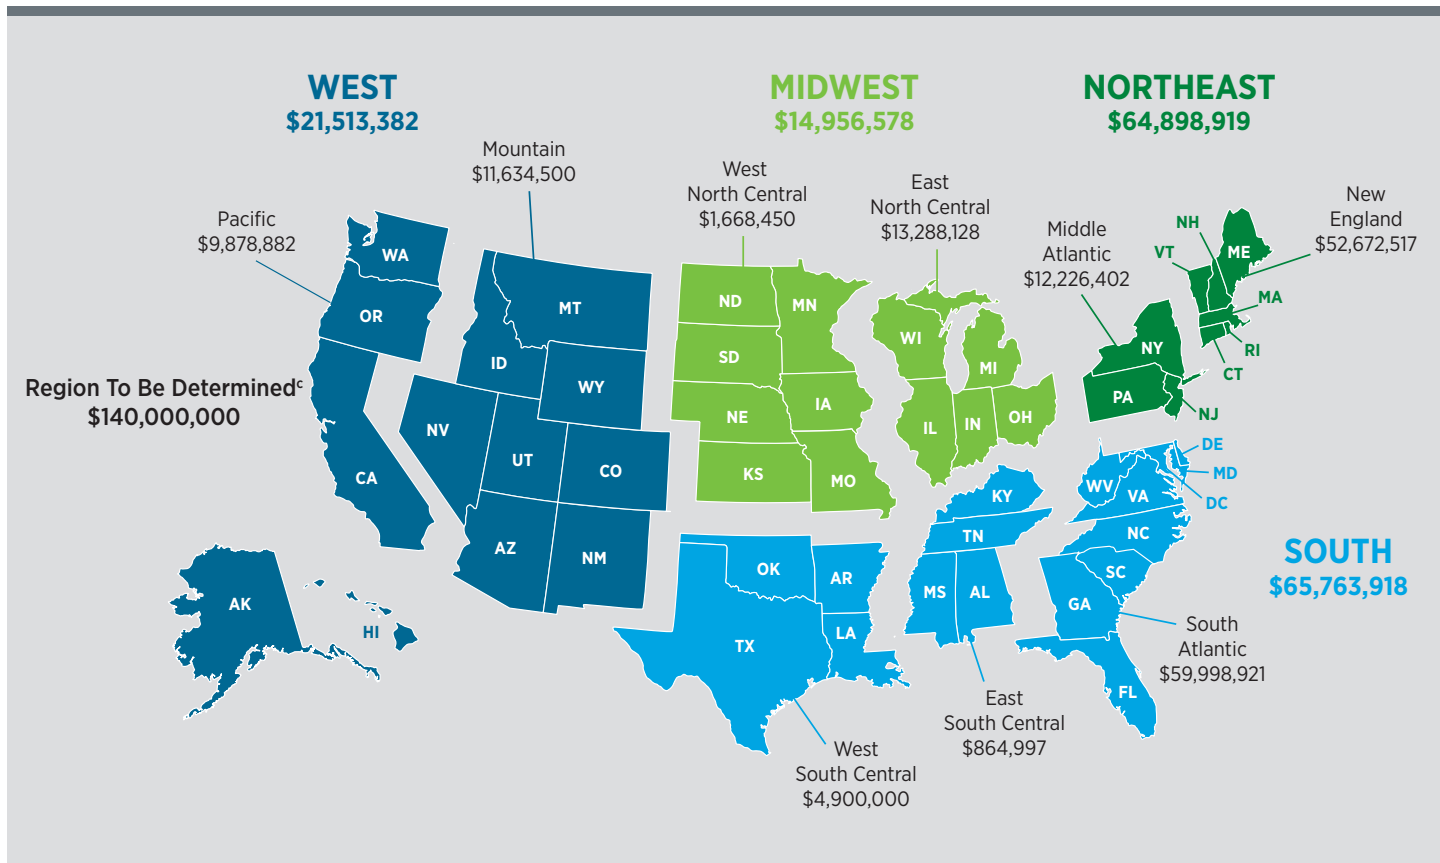 WEST
$21,513,382
MIDWEST
$14,956,578
NORTHEAST
$64,898,919
Mountain
$11,634,500
Pacific
$9,878,882
West
North Central
$1,668,450
East
North Central
$13,288,128
Middle
Atlantic
$12,226,402
New
England
$52,672,517
Region To Be Determinedᶜ
$140,000,000
WA
OR
CA
MT
ID
WY
NV
UT
CO
AZ
NM
AK
HI
ND
MN
SD
NE
IA
KS
MO
WI
MI
IL
IN
OH
NH
VT
ME
MA
RI
CT
NY
PA
NJ
DE
MD
DC
WV
VA
KY
TN
NC
SC
GA
FL
OK
AR
TX
LA
MS
AL
SOUTH
$65,763,918
South
Atlantic
$59,998,921
East
South Central
$864,997
West
South Central
$4,900,000